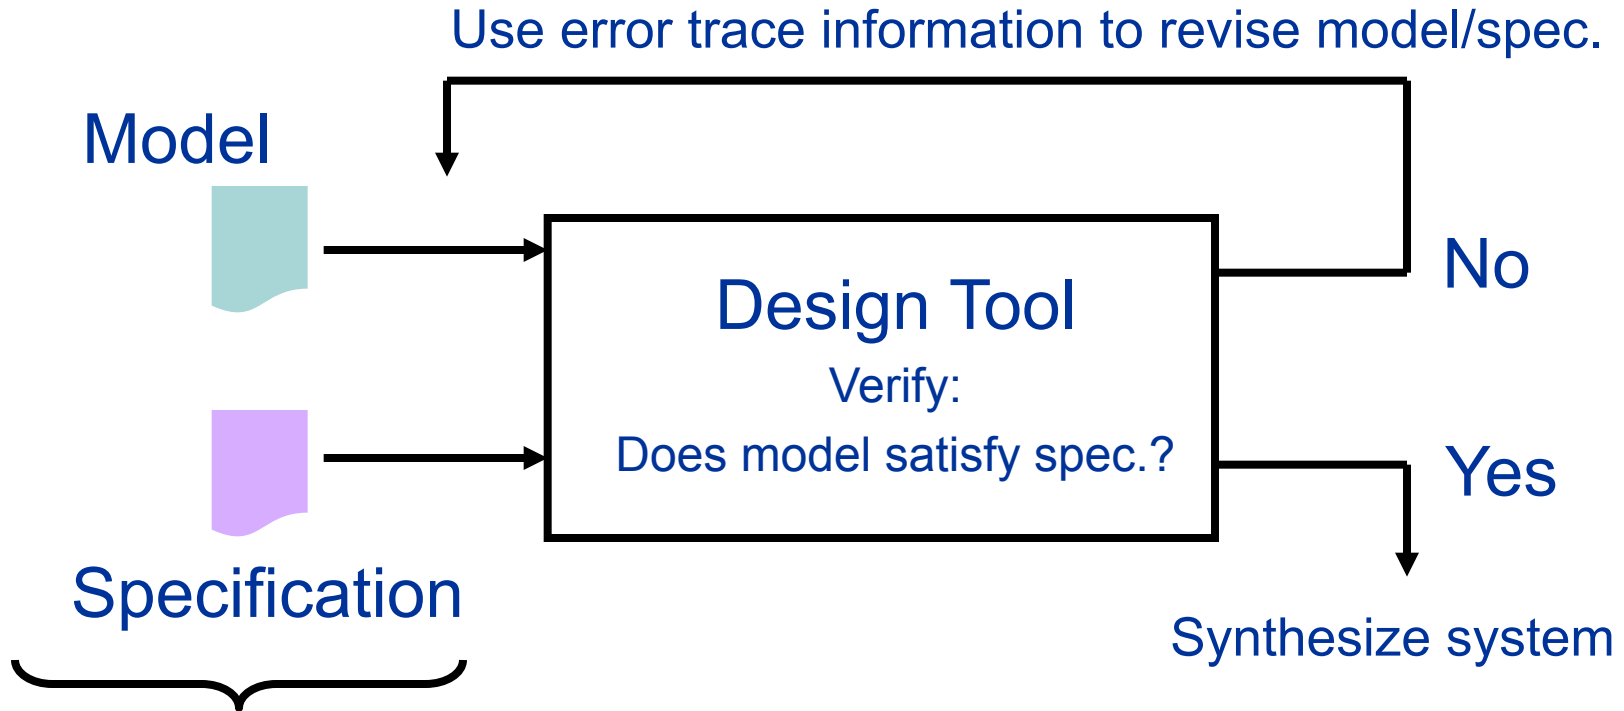 Use error trace information to revise model/spec.
Model
No
Design Tool
Verify:
Does model satisfy spec.?
Yes
Specification
Synthesize system